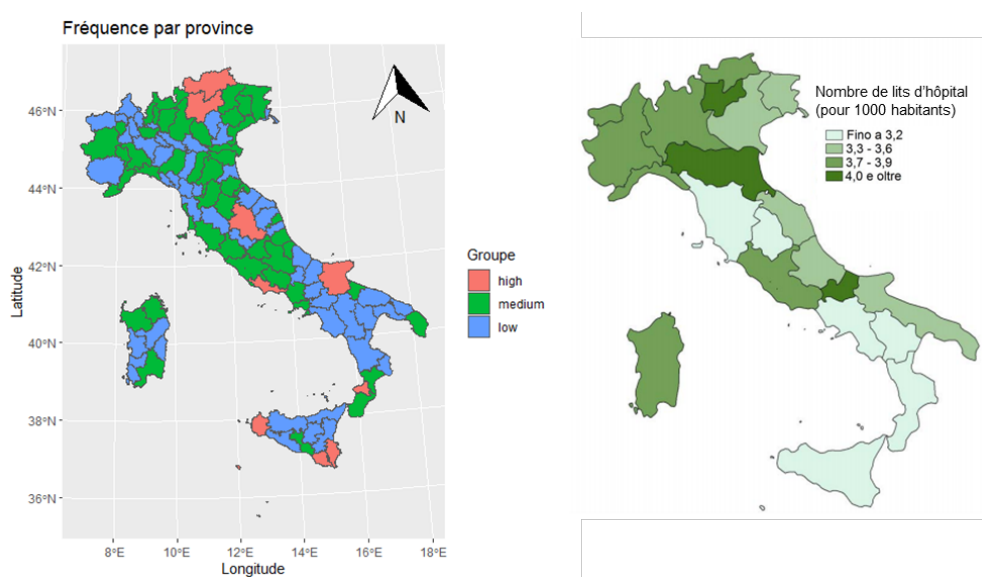 Fréquence par province
46°N
44°N
42°N
40°N
38°N
36°N
8°E
10°E
12°E
14°E
16°E
18°E
Latitude
Longitude
N
Groupe
high
medium
low
Nombre de lits d'hôpital
(pour 1000 habitants)
Fino a 3,2
3,3 - 3,6
3,7 - 3,9
4,0 e oltre